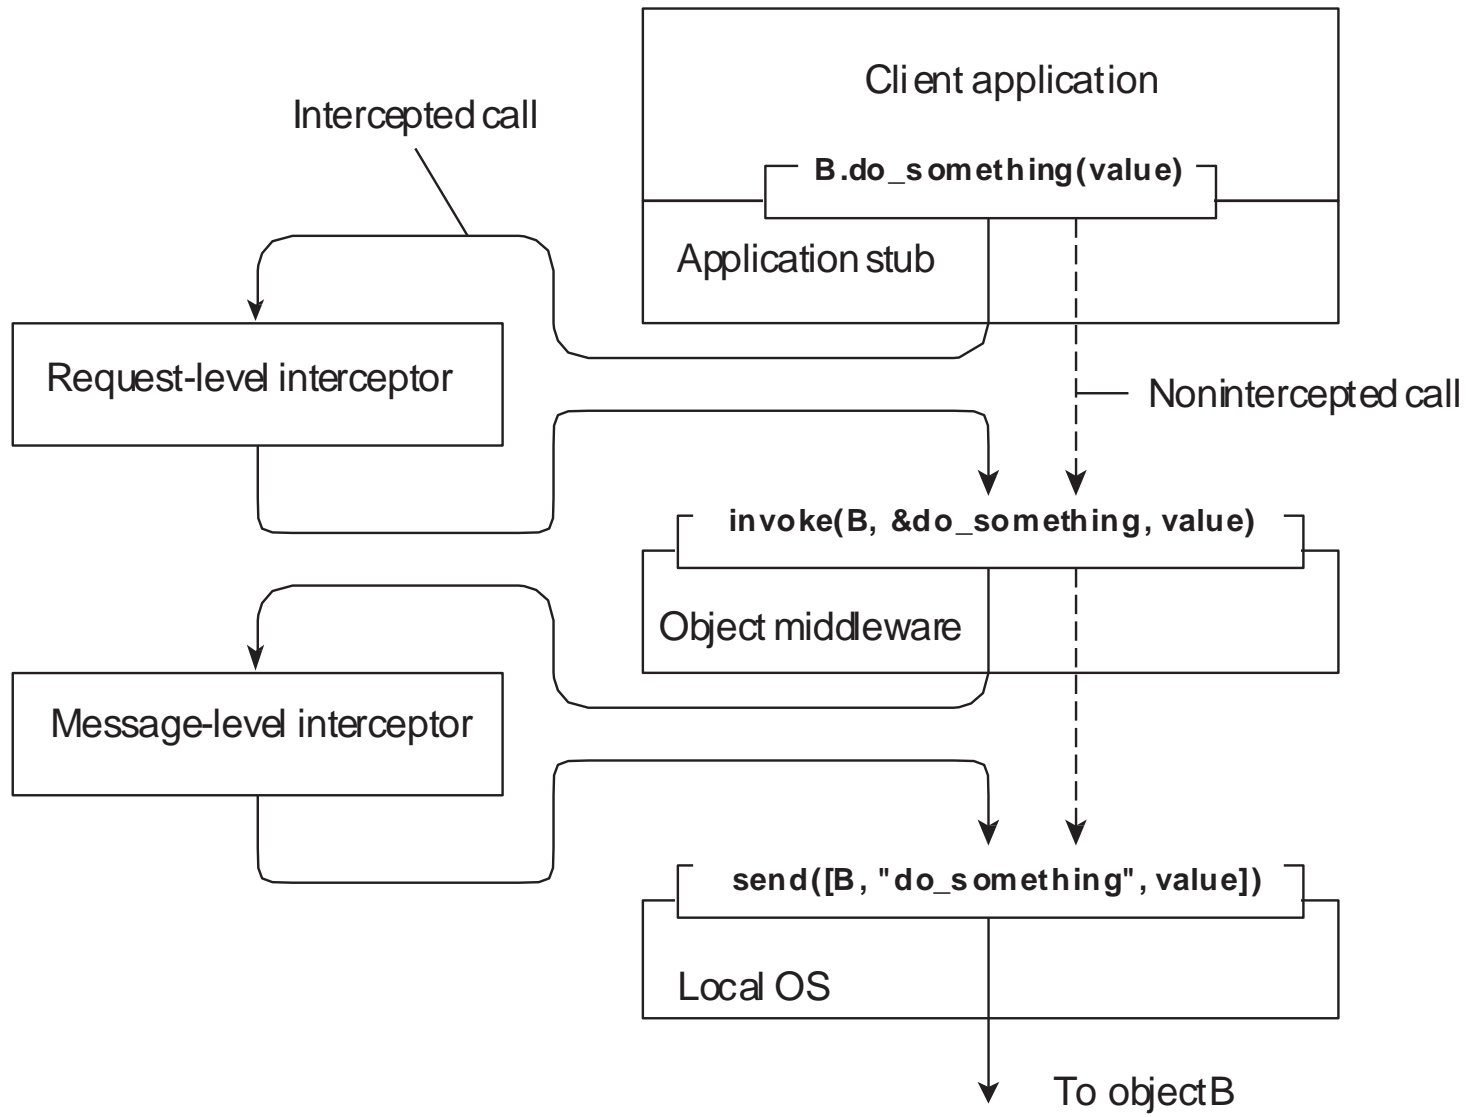 Client application
Intercepted call
B.do_something(value)
Application stub
Request-level interceptor
Nonintercepted call
invoke(B, &do_something, value)
Object middleware
Message-level interceptor
send([B, "do_something", value])
Local OS
To object B